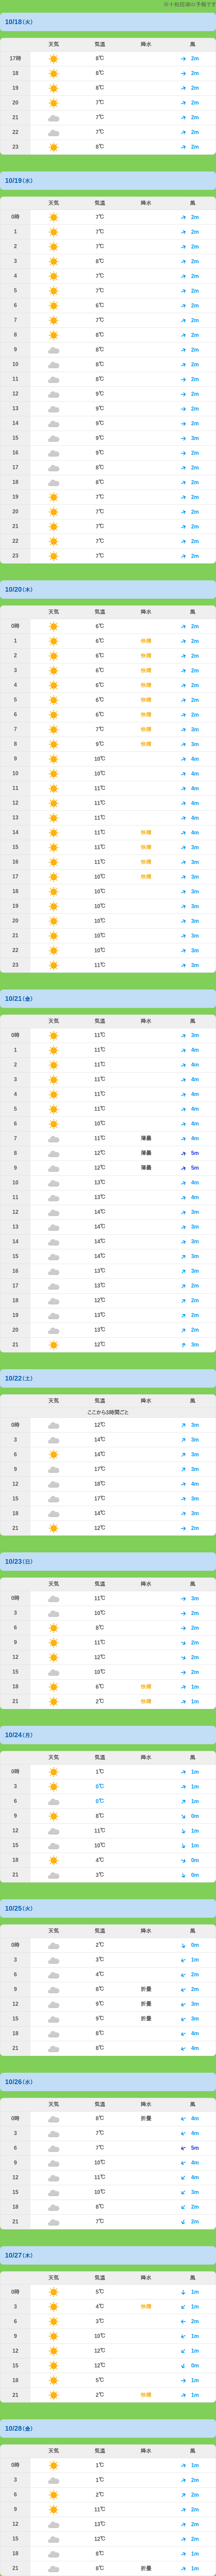 ※十和田湖の予報です
10/18（火）
天気 気温 降水 風
17時 8℃ 2m
18 8℃ 2m
19 8℃ 2m
20 7℃ 2m
21 7℃ 2m
22 7℃ 2m
23 8℃ 2m
10/19（水）
天気 気温 降水 風
0時 7℃ 2m
1 7℃ 2m
2 7℃ 2m
3 8℃ 2m
4 7℃ 2m
5 7℃ 2m
6 6℃ 2m
7 7℃ 2m
8 8℃ 2m
9 8℃ 2m
10 8℃ 2m
11 8℃ 2m
12 9℃ 2m
13 9℃ 2m
14 9℃ 2m
15 9℃ 3m
16 9℃ 2m
17 8℃ 2m
18 8℃ 2m
19 7℃ 2m
20 7℃ 2m
21 7℃ 2m
22 7℃ 2m
23 7℃ 2m
10/20（木）
天気 気温 降水 風
0時 6℃ 2m
1 6℃ 快晴 2m
2 6℃ 快晴 2m
3 6℃ 快晴 2m
4 6℃ 快晴 2m
5 6℃ 快晴 2m
6 6℃ 快晴 2m
7 7℃ 快晴 3m
8 9℃ 快晴 3m
9 10℃ 4m
10 10℃ 4m
11 11℃ 4m
12 11℃ 4m
13 11℃ 4m
14 11℃ 快晴 4m
15 11℃ 快晴 3m
16 11℃ 快晴 3m
17 10℃ 快晴 3m
18 10℃ 3m
19 10℃ 3m
20 10℃ 3m
21 10℃ 3m
22 10℃ 3m
23 11℃ 3m
10/21（金）
天気 気温 降水 風
0時 11℃ 3m
1 11℃ 4m
2 11℃ 4m
3 11℃ 4m
4 11℃ 4m
5 11℃ 4m
6 10℃ 4m
7 11℃ 薄曇 4m
8 12℃ 薄曇 5m
9 12℃ 薄曇 5m
10 13℃ 4m
11 13℃ 4m
12 14℃ 3m
13 14℃ 3m
14 14℃ 3m
15 14℃ 3m
16 13℃ 3m
17 13℃ 2m
18 12℃ 2m
19 13℃ 2m
20 13℃ 2m
21 12℃ 3m
10/22（土）
天気 気温 降水 風
ここから3時間ごと
0時 12℃ 3m
3 14℃ 3m
6 14℃ 3m
9 17℃ 3m
12 18℃ 4m
15 17℃ 3m
18 14℃ 3m
21 12℃ 2m
10/23（日）
天気 気温 降水 風
0時 11℃ 3m
3 10℃ 2m
6 8℃ 2m
9 11℃ 2m
12 12℃ 2m
15 10℃ 2m
18 6℃ 快晴 1m
21 2℃ 快晴 1m
10/24（月）
天気 気温 降水 風
0時 1℃ 1m
3 0℃ 1m
6 0℃ 1m
9 8℃ 0m
12 11℃ 1m
15 10℃ 1m
18 4℃ 0m
21 3℃ 0m
10/25（火）
天気 気温 降水 風
0時 2℃ 0m
3 3℃ 1m
6 4℃ 2m
9 8℃ 折曇 2m
12 9℃ 折曇 3m
15 9℃ 折曇 3m
18 8℃ 4m
21 8℃ 4m
10/26（水）
天気 気温 降水 風
0時 8℃ 折曇 4m
3 7℃ 4m
6 7℃ 5m
9 10℃ 4m
12 11℃ 4m
15 10℃ 3m
18 8℃ 2m
21 7℃ 2m
10/27（木）
天気 気温 降水 風
0時 5℃ 1m
3 4℃ 快晴 1m
6 3℃ 2m
9 10℃ 1m
12 12℃ 1m
15 12℃ 0m
18 5℃ 1m
21 2℃ 快晴 1m
10/28（金）
天気 気温 降水 風
0時 1℃ 1m
3 1℃ 2m
6 2℃ 2m
9 11℃ 2m
12 13℃ 2m
15 12℃ 2m
18 8℃ 1m
21 8℃ 折曇 1m